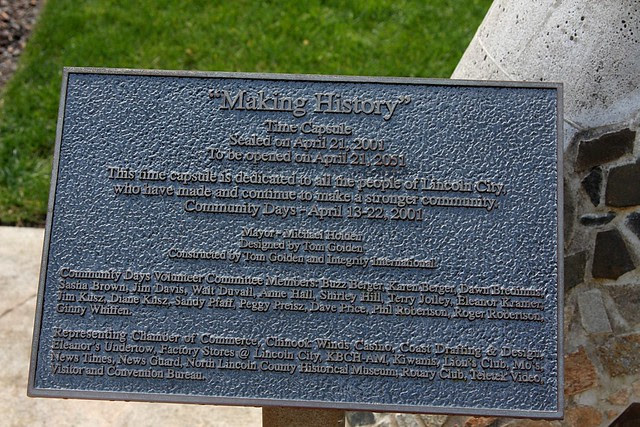 "Making History"
Time Capsule
Sealed on April 21, 2001
To be opened on April 21, 2051
This time capsule is dedicated to all the people of Lincoln City,
who have made and continue to make a stronger community.
Community Days - April 13-22, 2001
Mayor - Michael Holden
Designed by Tom Goiden
Constructed by Tom Goiden and Integrity International
Community Days Volunteer Committee Members: Buzz Berger, Karen Berger, Dawn
Sasha Brown, Jim Davis, Walt Duvall, Anne Hall, Shirley Hill, Terry Jolley, Eleanor Kramer
Jim Kusz, Diane Kusz, Sandy Pfaff, Peggy Preisz, Dave Price, Phil Robertson, Roger Robertson,
Ginny Whiffen.
Representing Chamber of Commerce, Chinook Winds Casino, Coast Drafting & Design,
Eleanor's Undertow, Factory Stores @ Lincoln City, KBCH-AM, Kiwanis, Lion's Club, Mo's,
News Times, News Guard, North Lincoln County Historical Museum, Rotary Club, Teletek Video,
Visitor and Convention Bureau.